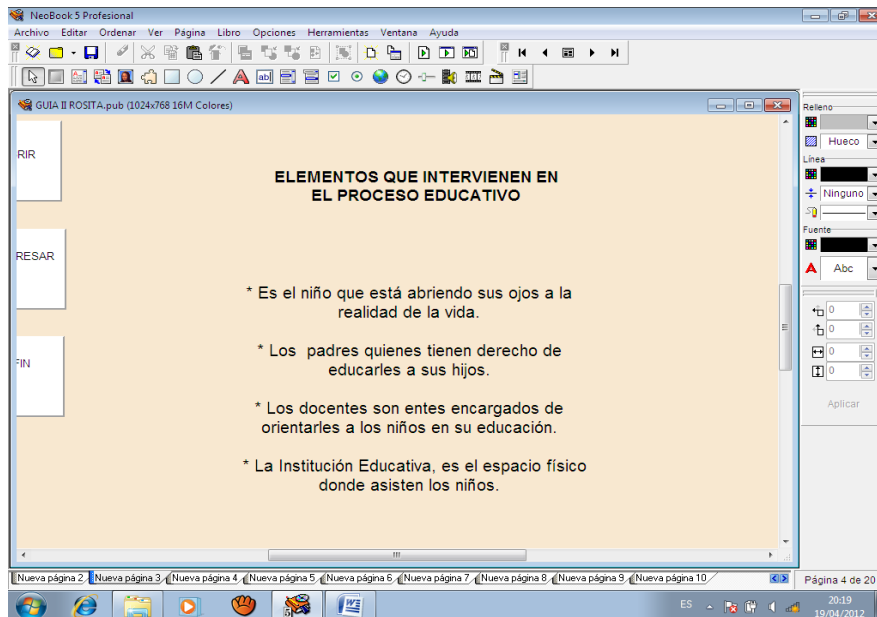 NeoBook 5 Profesional
Archivo Editar Ordenar Ver Página Libro Opciones Herramientas Ventana Ayuda
GUIA II ROSITA.pub (1024x768 16M Colores)
RIR
RESAR
FIN
ELEMENTOS QUE INTERVIENEN EN
EL PROCESO EDUCATIVO
* Es el niño que está abriendo sus ojos a la
realidad de la vida.
* Los padres quienes tienen derecho de
educarles a sus hijos.
* Los docentes son entes encargados de
orientarles a los niños en su educación.
* La Institución Educativa, es el espacio físico
donde asisten los niños.
Relleno
Hueco
Línea
Ninguno
Fuente
A Abc
0
0
0
0
Aplicar
Nueva página 2 Nueva página 3 Nueva página 4 Nueva página 5 Nueva página 6 Nueva página 7 Nueva página 8 Nueva página 9 Nueva página 10
Página 4 de 20
ES
20:19
19/04/2012